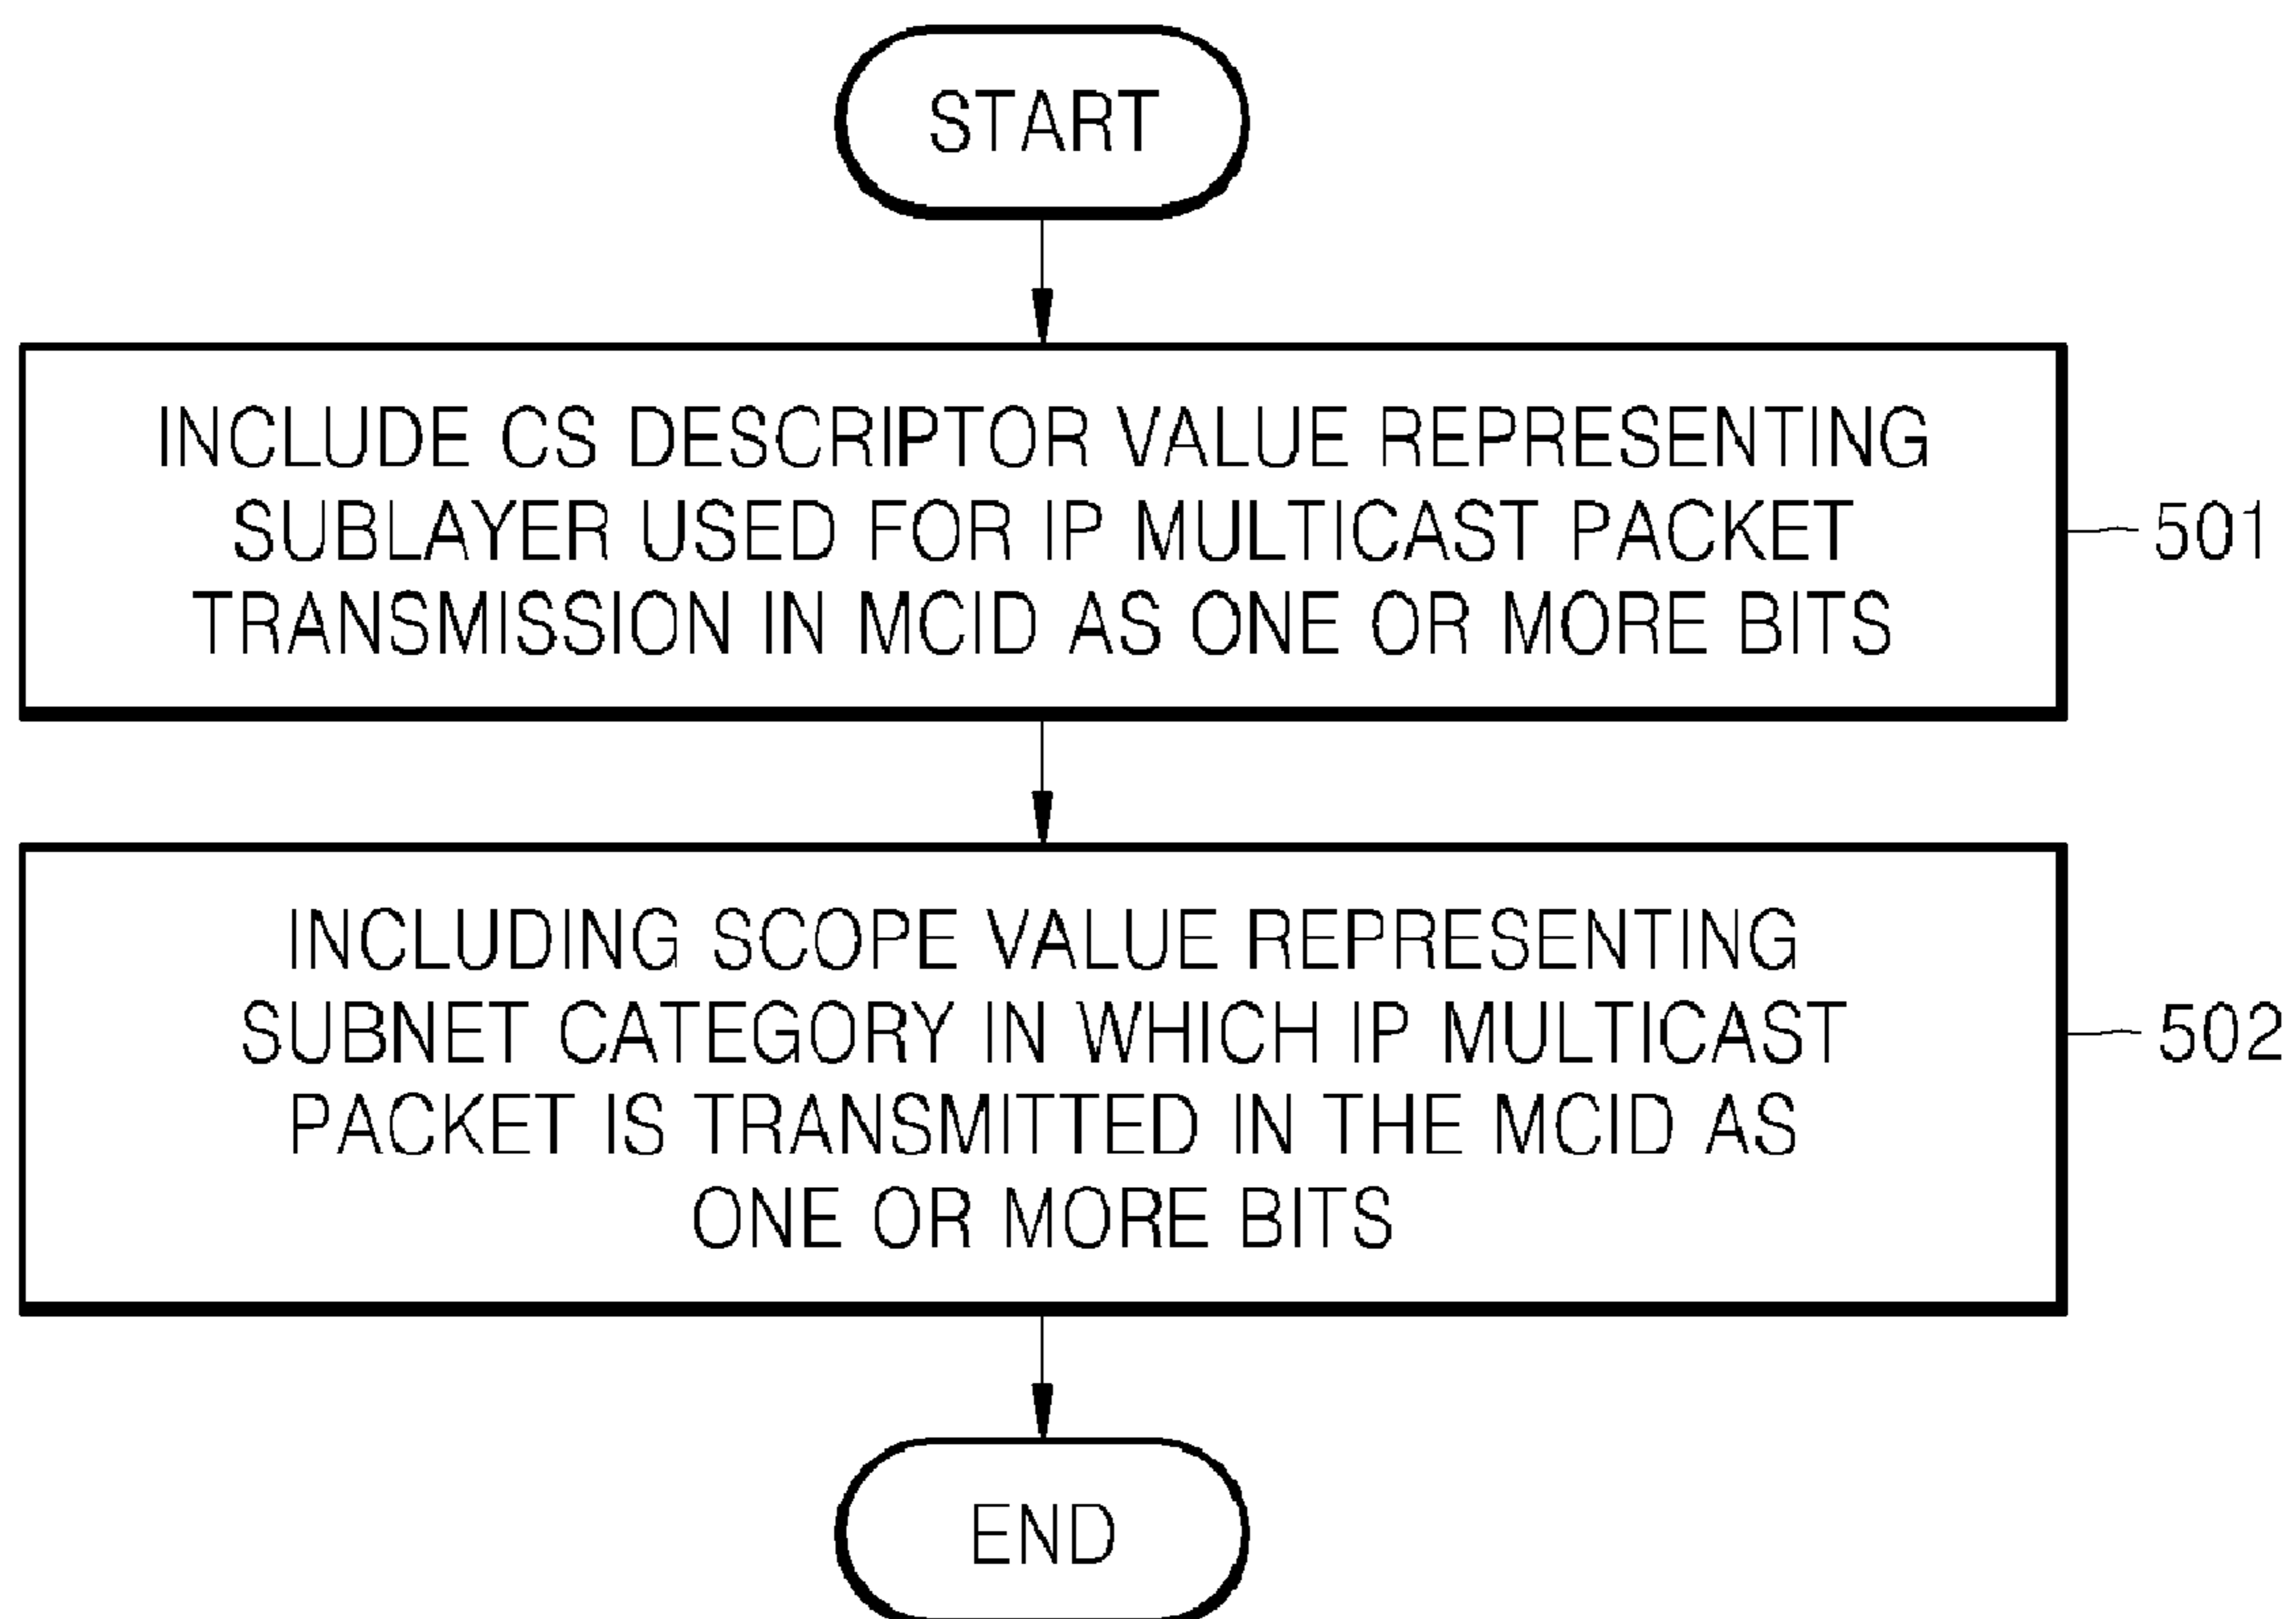 START
INCLUDE CS DESCRIPTOR VALUE REPRESENTING
SUBLAYER USED FOR IP MULTICAST PACKET
TRANSMISSION IN MCID AS ONE OR MORE BITS
501
INCLUDING SCOPE VALUE REPRESENTING
SUBNET CATEGORY IN WHICH IP MULTICAST
PACKET IS TRANSMITTED IN THE MCID AS
ONE OR MORE BITS
502
END